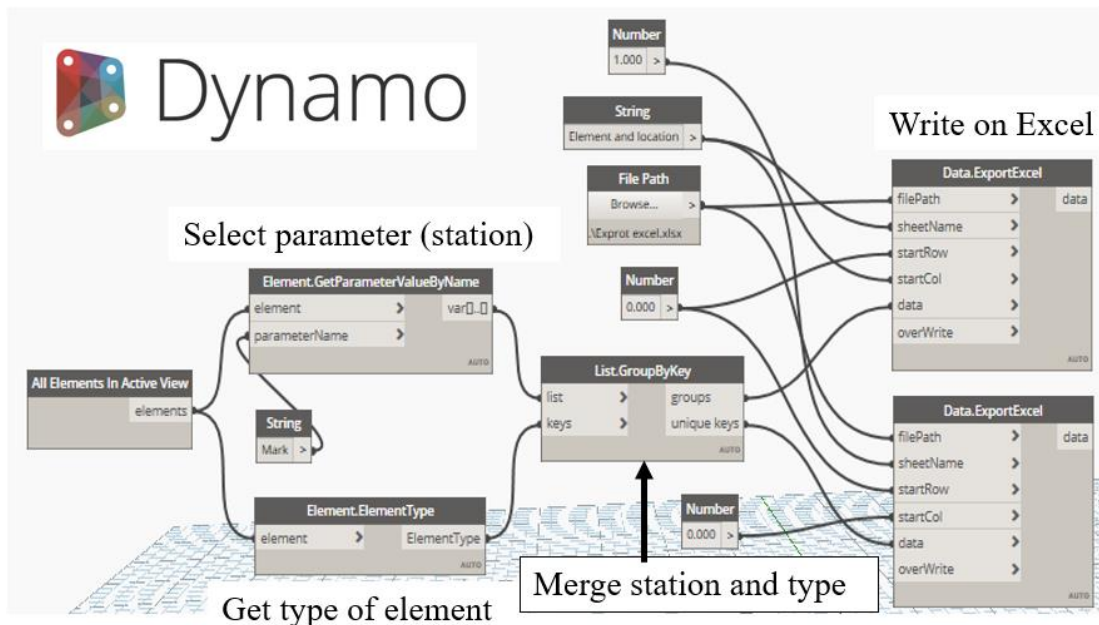 Dynamo
Number
1.000 >
String
Element and location >
File Path
Browse... >
.\Exprot excel.xlsx
Number
0.000 >
Write on Excel
Data.ExportExcel
filePath > data
sheetName >
startRow >
startCol >
data >
overWrite >
AUTO
Select parameter (station)
Element.GetParameterValueByName
element > var[]..[]
parameterName >
AUTO
All Elements In Active View
elements
String
Mark >
List.GroupByKey
list > groups
keys > unique keys
AUTO
Element.ElementType
element > ElementType
AUTO
Get type of element
Merge station and type
Number
0.000 >
Data.ExportExcel
filePath > data
sheetName >
startRow >
startCol >
data >
overWrite >
AUTO